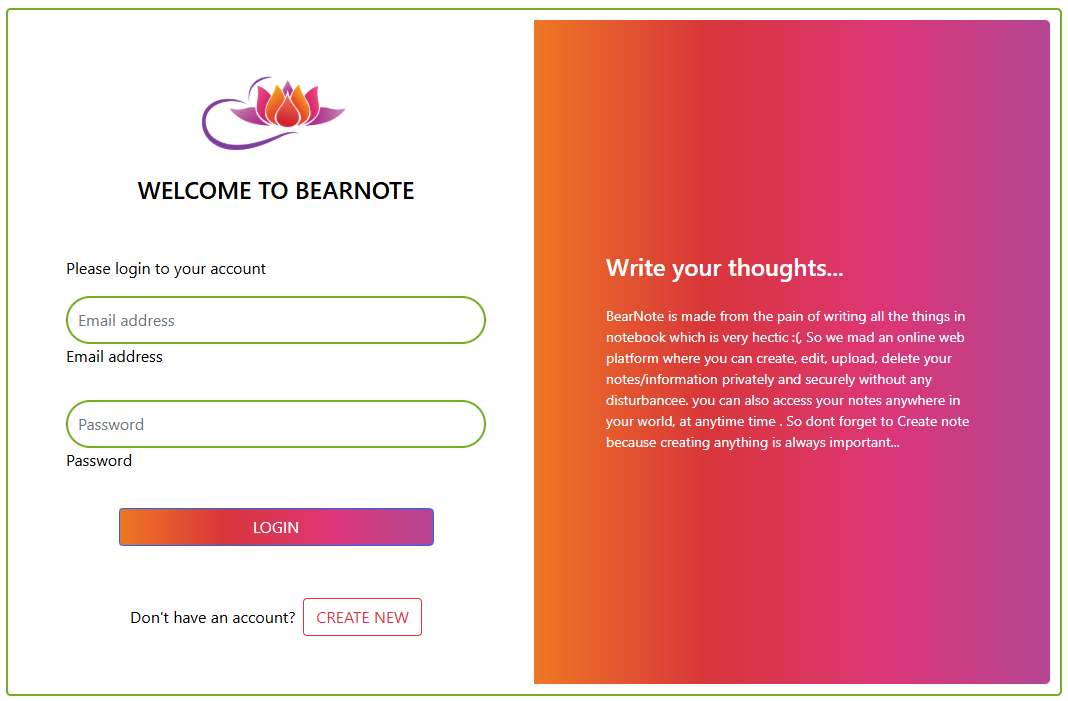 WELCOME TO BEARNOTE
Please login to your account
Email address
Email address
Password
Password
LOGIN
Don't have an account? CREATE NEW
Write your thoughts...
BearNote is made from the pain of writing all the things in
notebook which is very hectic :(, So we mad an online web
platform where you can create, edit, upload, delete your
notes/information privately and securely without any
disturbancee. you can also access your notes anywhere in
your world, at anytime time . So dont forget to Create note
because creating anything is always important...